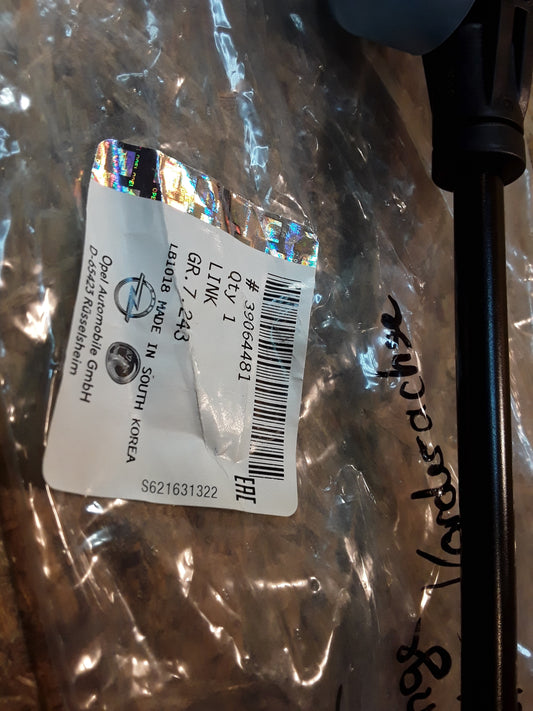 # 39064481
Qty 1
LINK
GR. 7.243
LB1018 MADE IN SOUTH KOREA
Opel Automobile GmbH
D-65423 Rüsselsheim
S621631322
EAC
Vorderachse